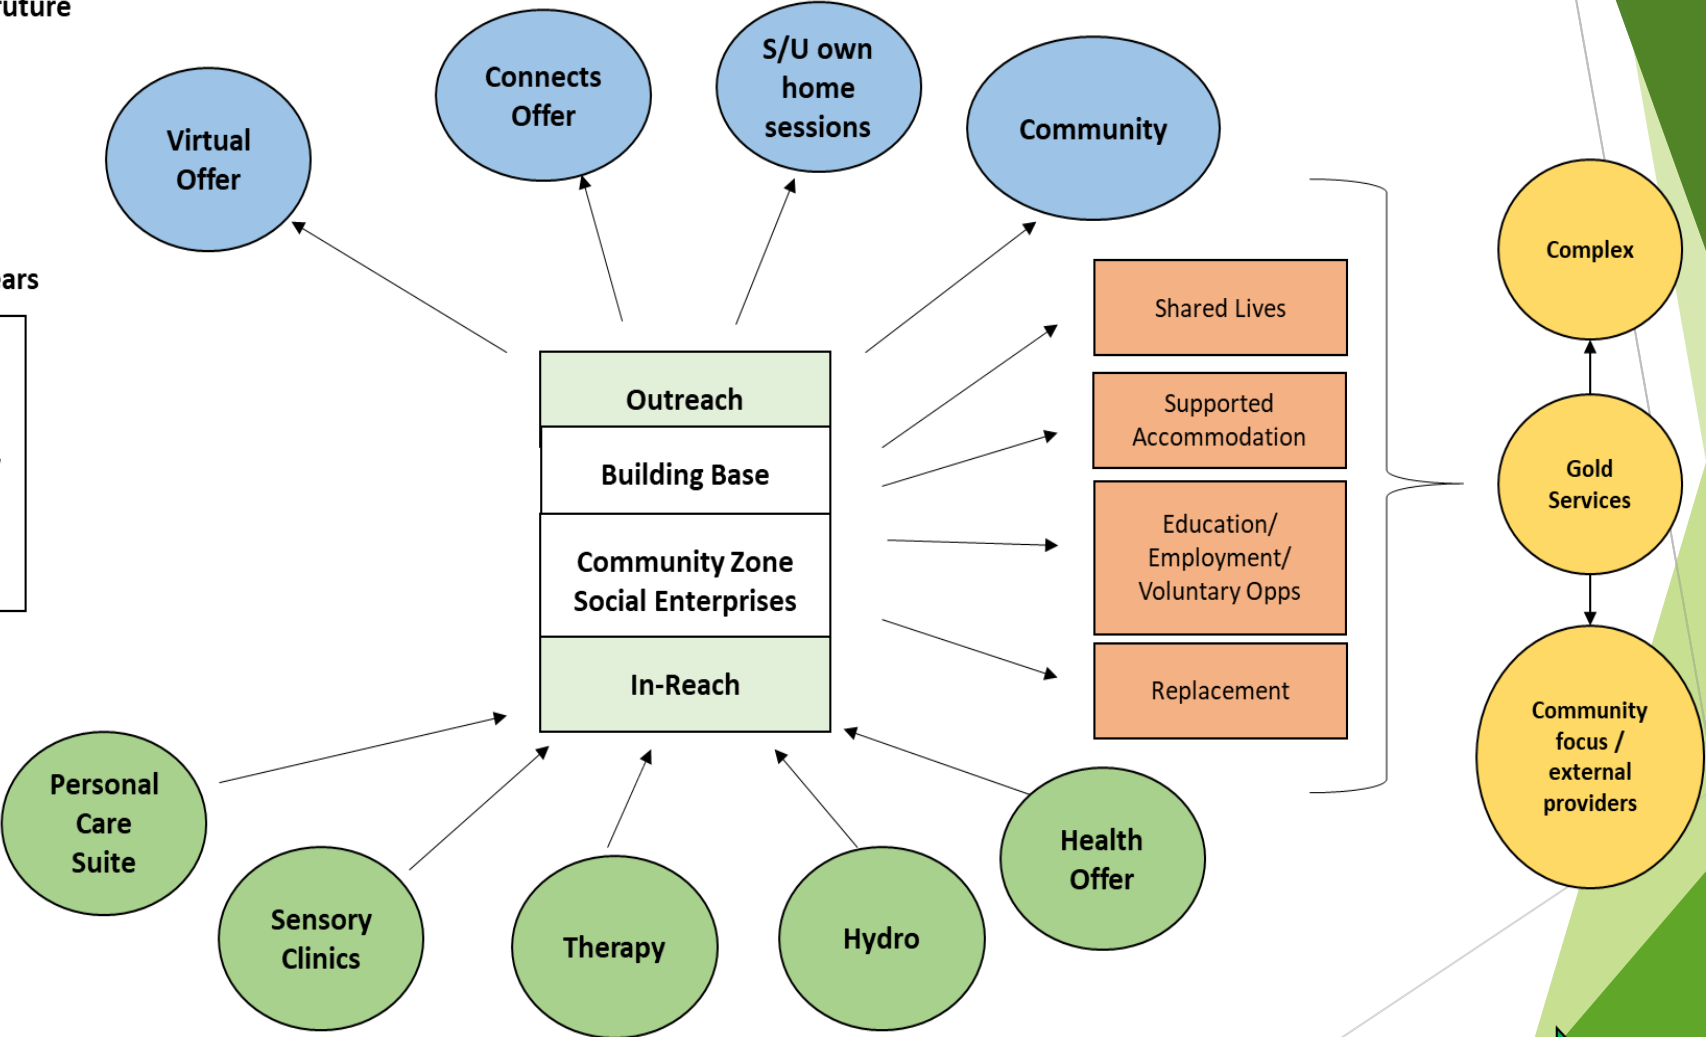 future
Virtual
Offer
Connects
Offer
S/U own
home
sessions
Community
ears
Outreach
Building Base
Community Zone
Social Enterprises
In-Reach
Shared Lives
Supported
Accommodation
Education/
Employment/
Voluntary Opps
Replacement
Complex
Gold
Services
Community
focus /
external
providers
Personal
Care
Suite
Sensory
Clinics
Therapy
Hydro
Health
Offer